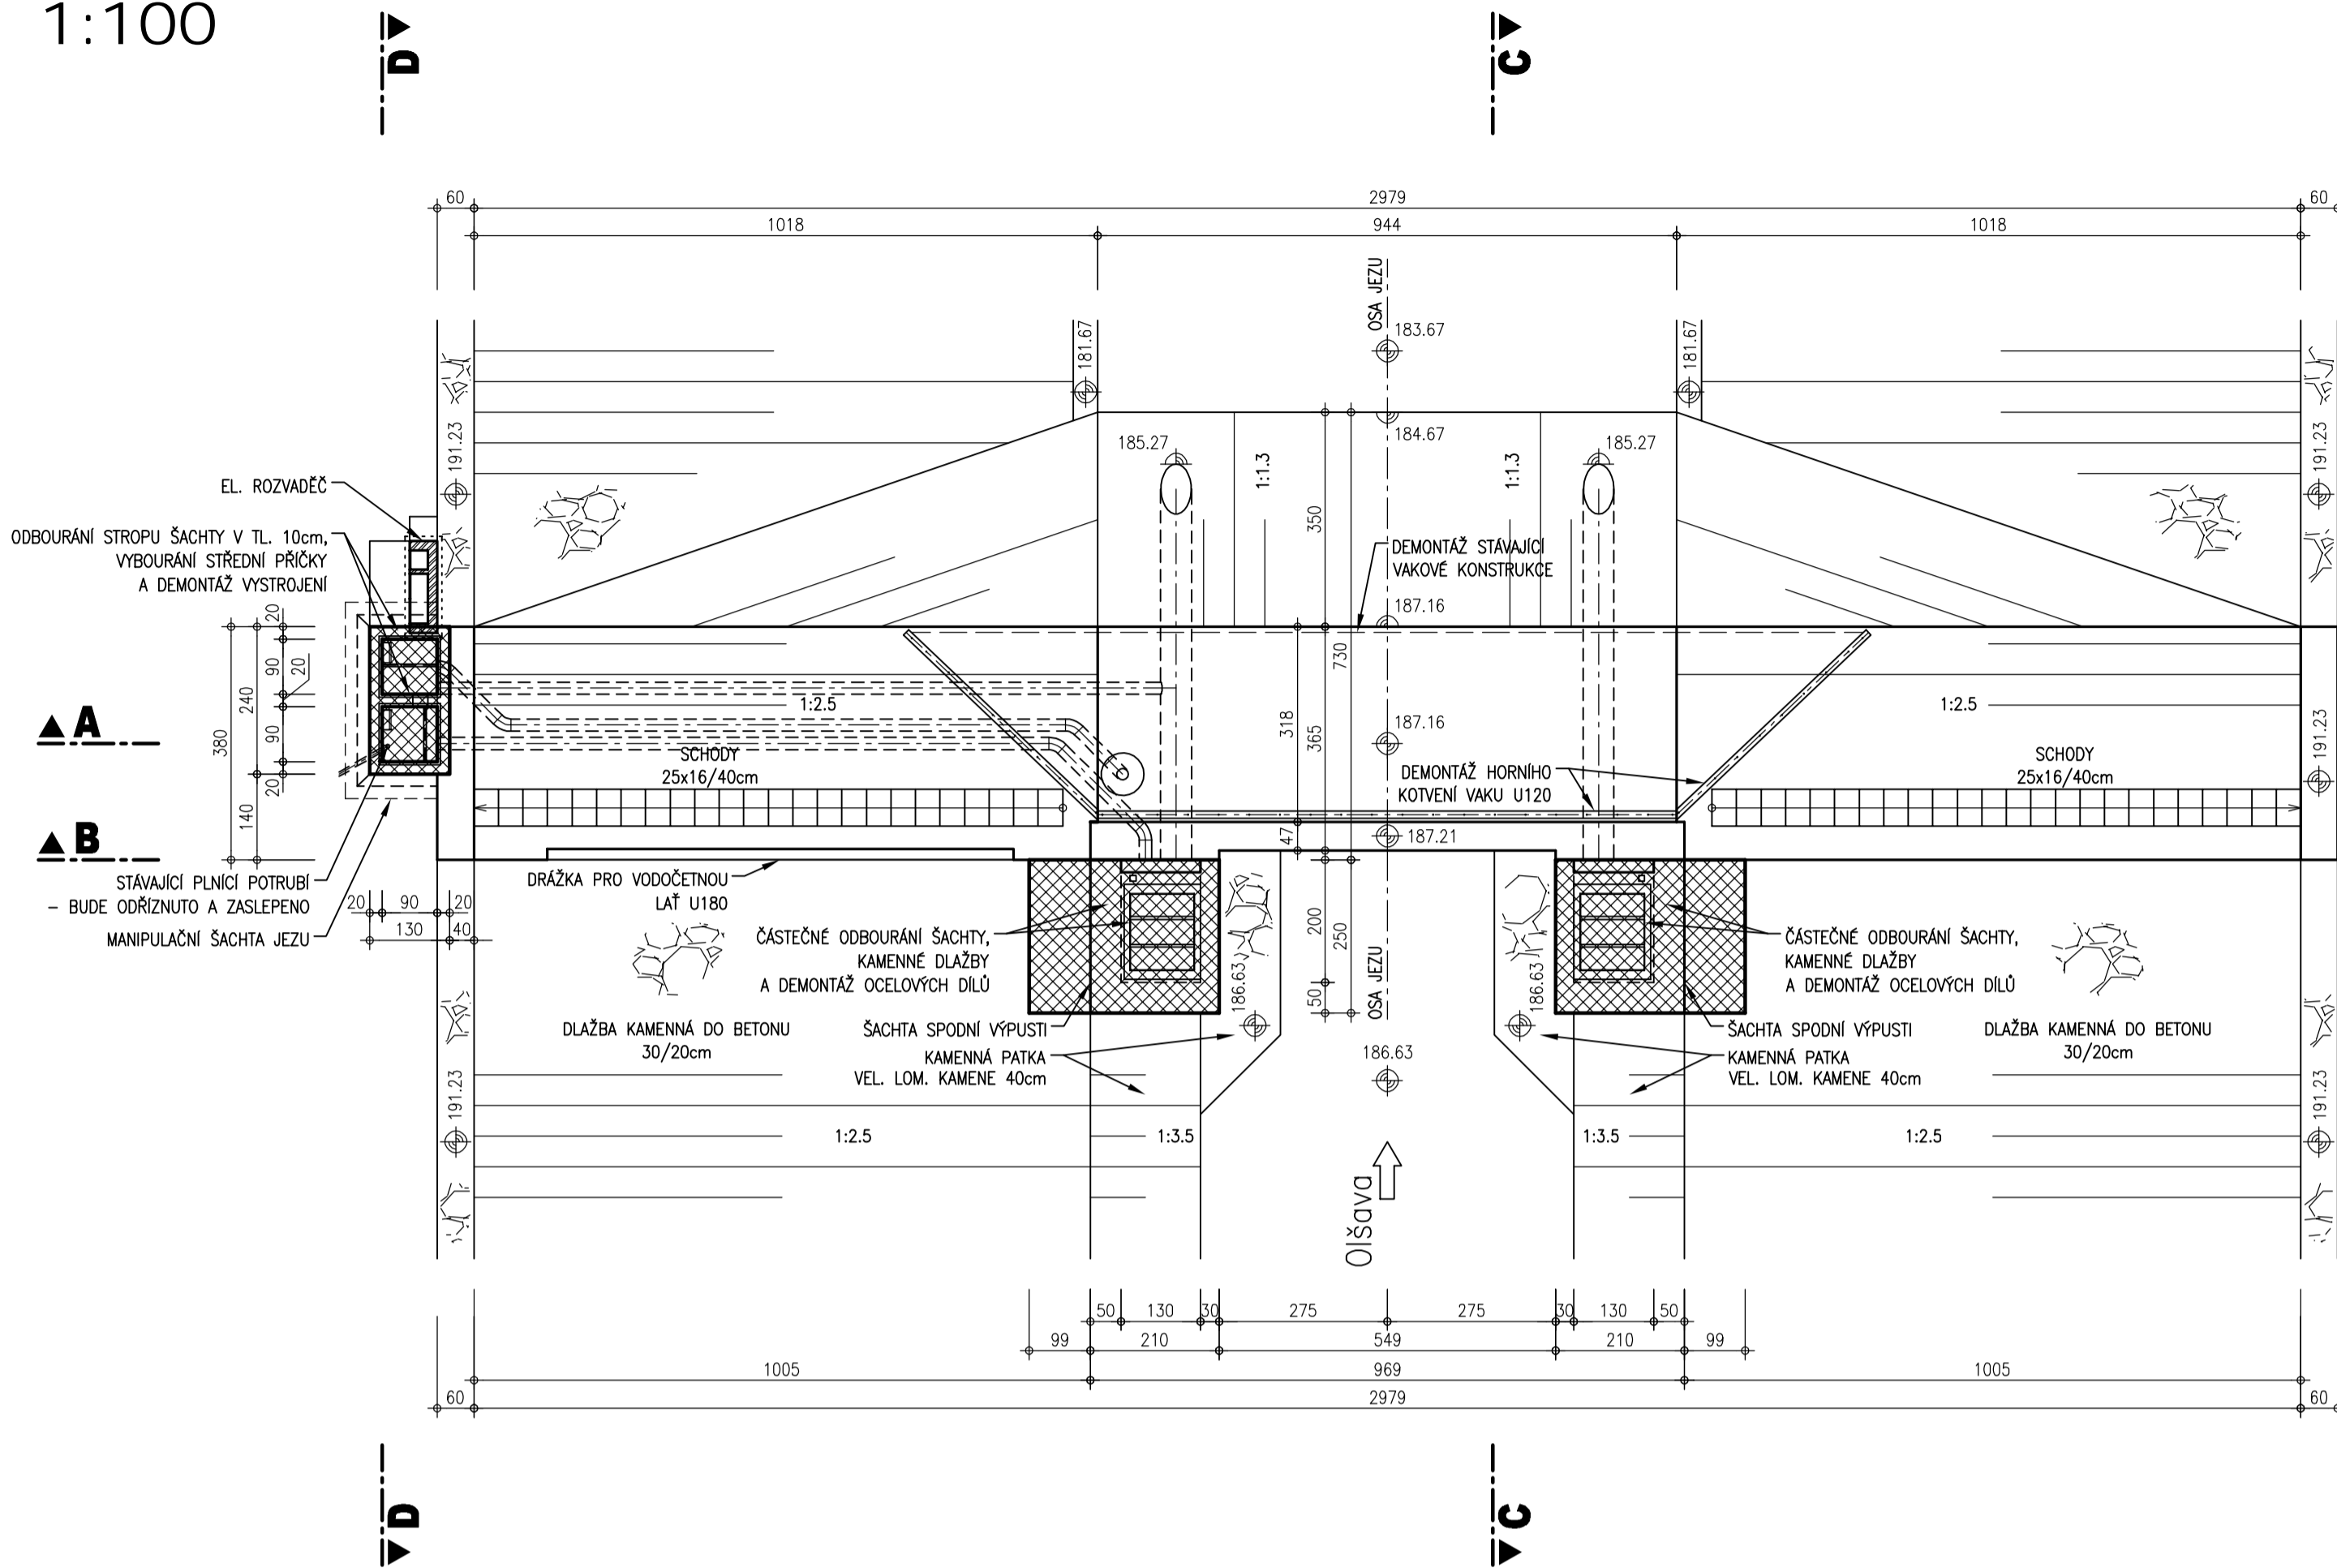 1:100
D
C
60
2979
60
1018
944
1018
OSA JEZU
183.67
181.67
181.67
184.67
185.27
185.27
1:1.3
1:1.3
191.23
191.23
EL. ROZVADĚČ
ODBOURÁNÍ STROPU ŠACHTY V TL. 10cm,
VYBOURÁNÍ STŘEDNÍ PŘÍČKY
A DEMONTÁŽ VYSTROJENÍ
350
730
DEMONTÁŽ STÁVAJÍCÍ
VAKOVÉ KONSTRUKCE
187.16
20
90
20
240
380
90
20
140
A
B
1:2.5
318
365
187.16
1:2.5
191.23
SCHODY
25x16/40cm
DEMONTÁŽ HORNÍHO
KOTVENÍ VAKU U120
SCHODY
25x16/40cm
47
187.21
STÁVAJÍCÍ PLNÍCÍ POTRUBÍ
– BUDE ODŘÍZNUTO A ZASLEPENO
MANIPULAČNÍ ŠACHTA JEZU
20
90
20
130
40
DRÁŽKA PRO VODOČETNOU
LAŤ U180
ČÁSTEČNÉ ODBOURÁNÍ ŠACHTY,
KAMENNÉ DLAŽBY
A DEMONTÁŽ OCELOVÝCH DÍLŮ
200
250
50
OSA JEZU
186.63
186.63
ČÁSTEČNÉ ODBOURÁNÍ ŠACHTY,
KAMENNÉ DLAŽBY
A DEMONTÁŽ OCELOVÝCH DÍLŮ
DLAŽBA KAMENNÁ DO BETONU
30/20cm
ŠACHTA SPODNÍ VÝPUSTI
KAMENNÁ PATKA
VEL. LOM. KAMENE 40cm
186.63
ŠACHTA SPODNÍ VÝPUSTI
KAMENNÁ PATKA
VEL. LOM. KAMENE 40cm
DLAŽBA KAMENNÁ DO BETONU
30/20cm
191.23
191.23
1:2.5
1:3.5
1:3.5
1:2.5
Olšava
50
130
30
275
275
30
130
50
99
210
549
210
99
1005
969
1005
60
2979
60
D
C